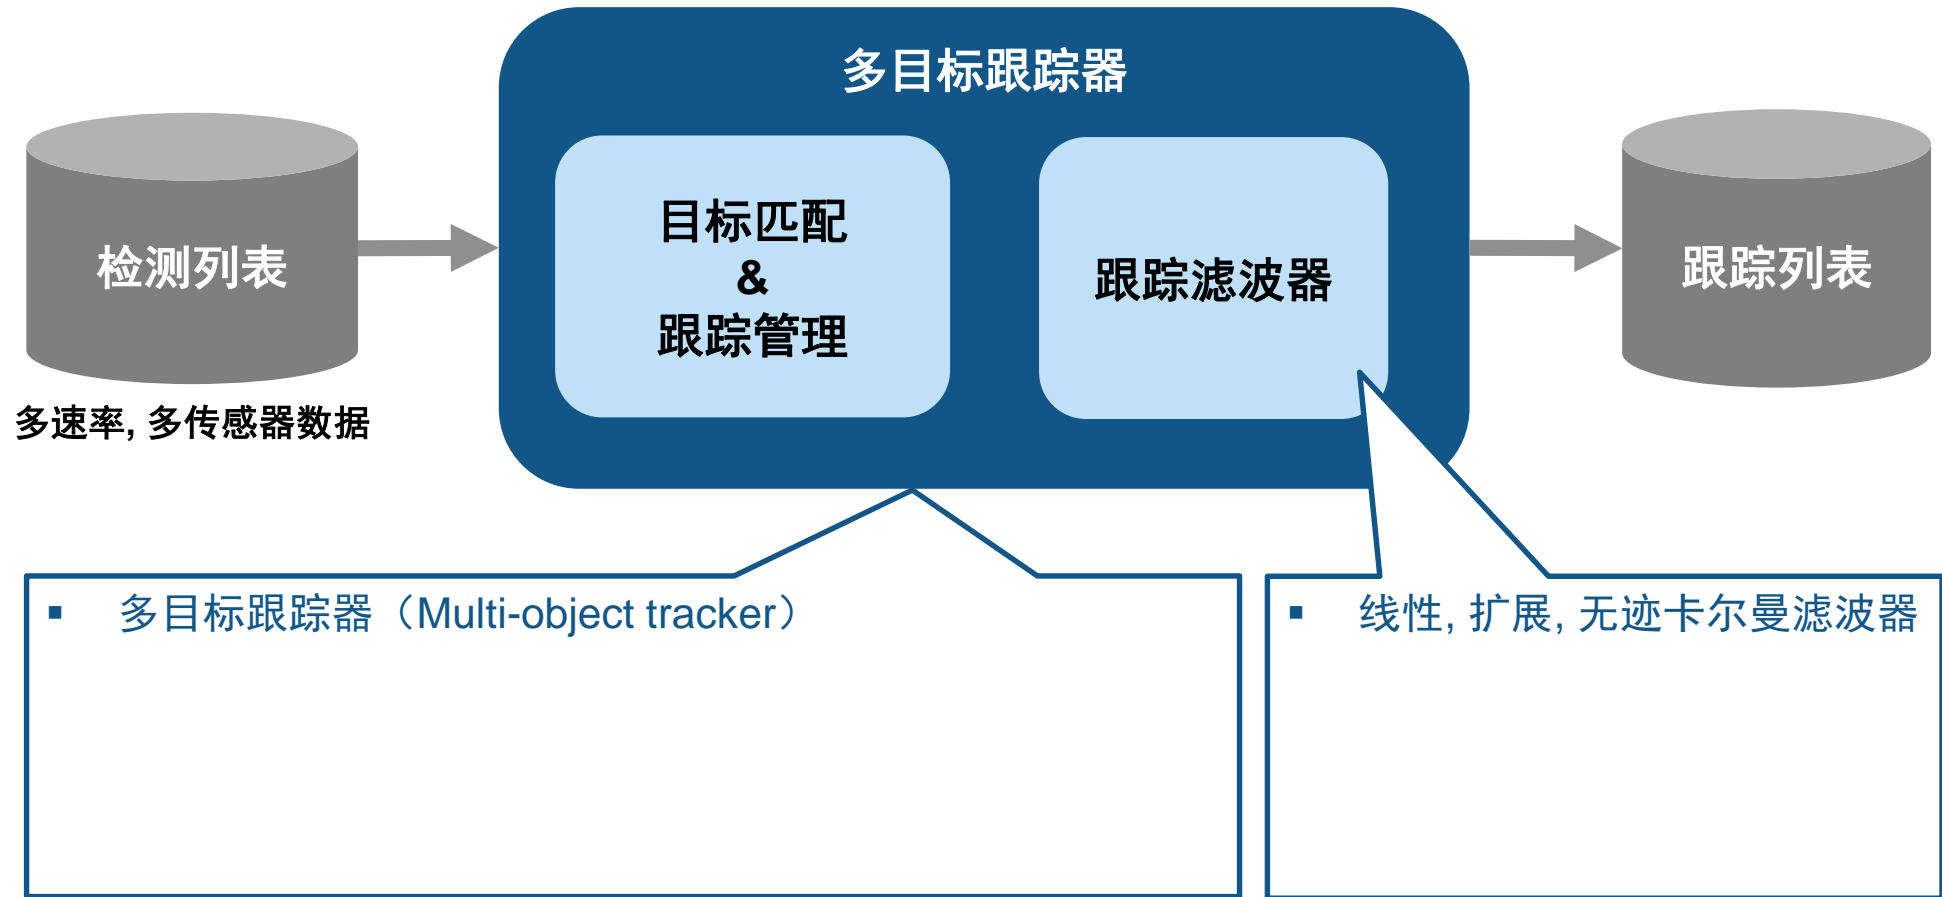 多目标跟踪器
检测列表
目标匹配
&
跟踪管理
跟踪滤波器
跟踪列表
多速率, 多传感器数据
▪ 多目标跟踪器（Multi-object tracker）
▪ 线性, 扩展, 无迹卡尔曼滤波器